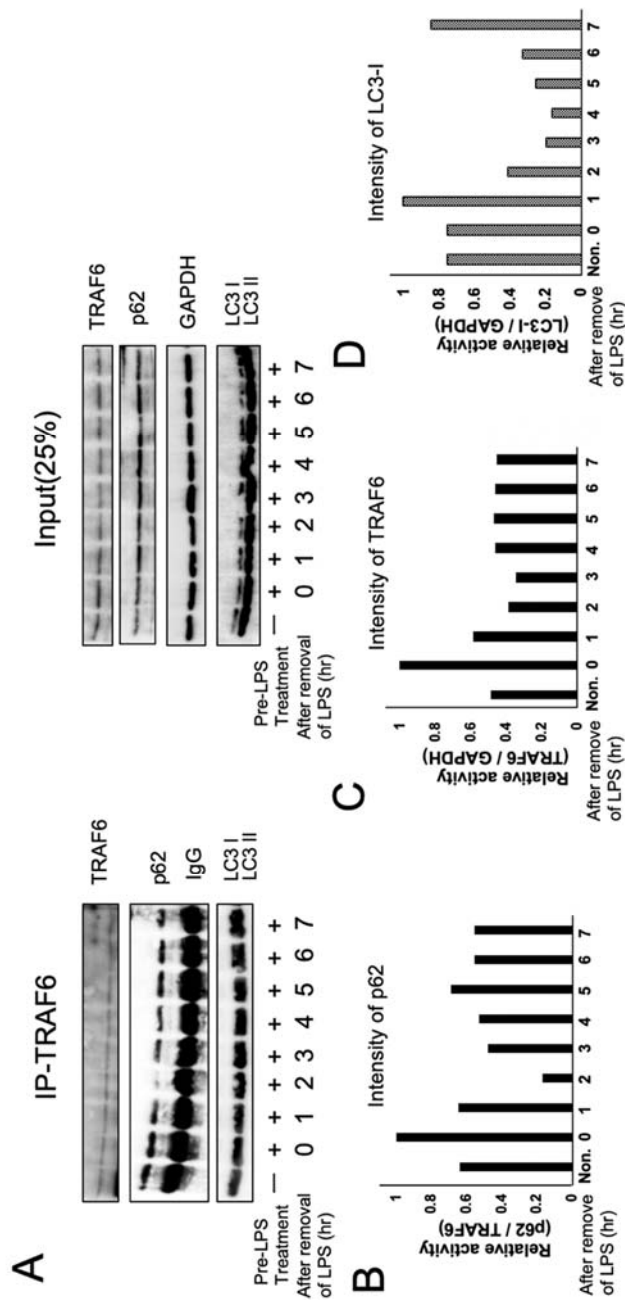 A
IP-TRAF6
TRAF6
p62
IgG
LC3 I
LC3 II
Pre-LPS
Treatment — + + + + + + + +
After removal
of LPS (hr) 0 1 2 3 4 5 6 7
Input(25%)
TRAF6
p62
GAPDH
LC3 I
LC3 II
Pre-LPS
Treatment — + + + + + + + +
After removal
of LPS (hr) 0 1 2 3 4 5 6 7
B
Intensity of p62
Relative activity
(p62 / TRAF6)
1
0.8
0.6
0.4
0.2
0
Non. 0 1 2 3 4 5 6 7
After remove
of LPS (hr)
C
Intensity of TRAF6
Relative activity
(TRAF6 / GAPDH)
1
0.8
0.6
0.4
0.2
0
Non. 0 1 2 3 4 5 6 7
After remove
of LPS (hr)
D
Intensity of LC3-I
Relative activity
(LC3-I / GAPDH)
1
0.8
0.6
0.4
0.2
0
Non. 0 1 2 3 4 5 6 7
After remove
of LPS (hr)